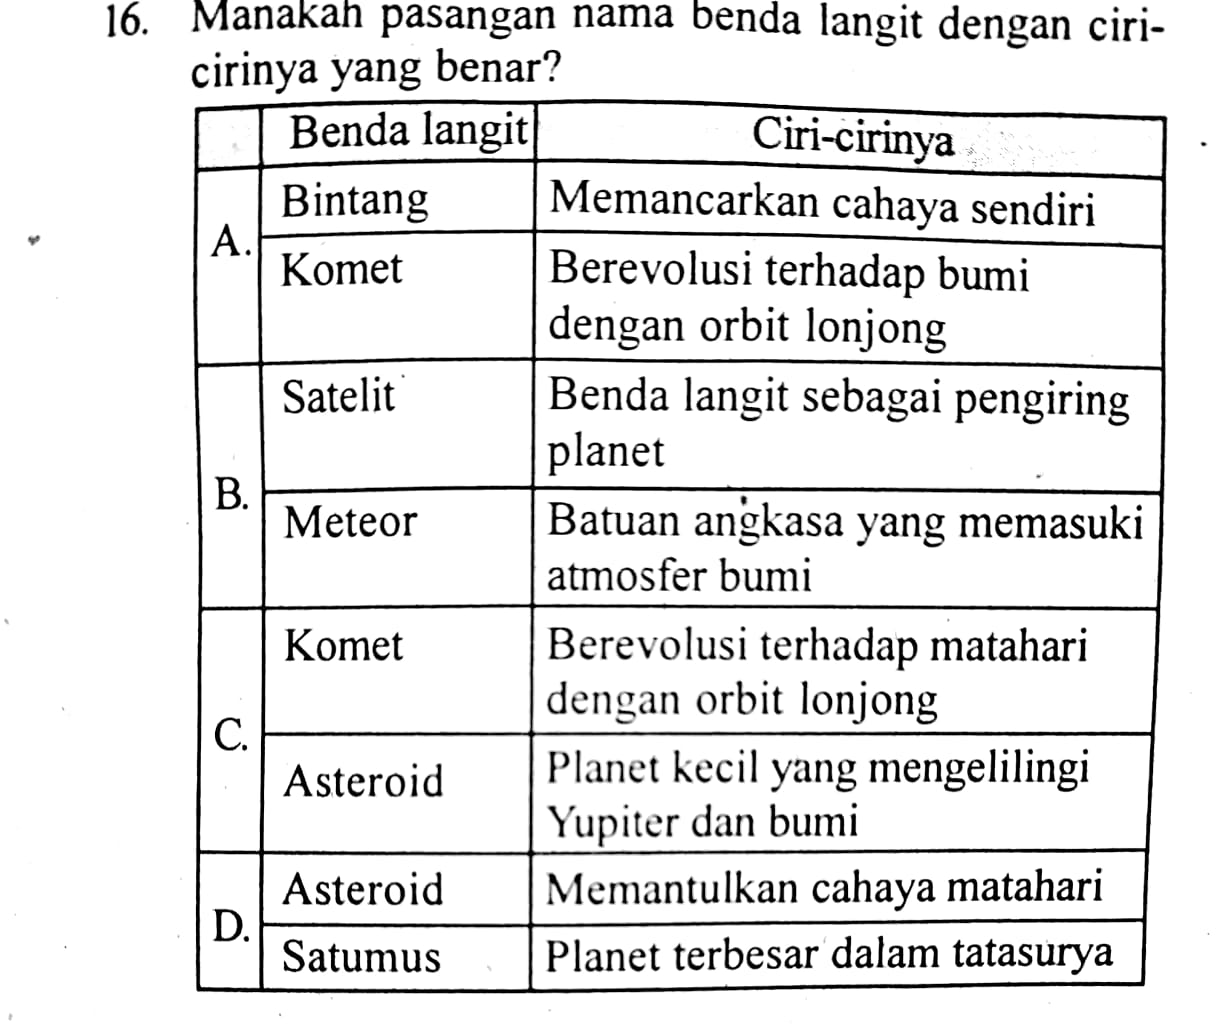 16. Manakah pasangan nama benda langit dengan ciri-
cirinya yang benar?
Benda langit Ciri-cirinya
A.
Bintang Memancarkan cahaya sendiri
Komet Berevolusi terhadap bumi
dengan orbit lonjong
B.
Satelit Benda langit sebagai pengiring
planet
Meteor Batuan angkasa yang memasuki
atmosfer bumi
C.
Komet Berevolusi terhadap matahari
dengan orbit lonjong
Asteroid Planet kecil yang mengelilingi
Yupiter dan bumi
D.
Asteroid Memantulkan cahaya matahari
Satumus Planet terbesar dalam tatasurya